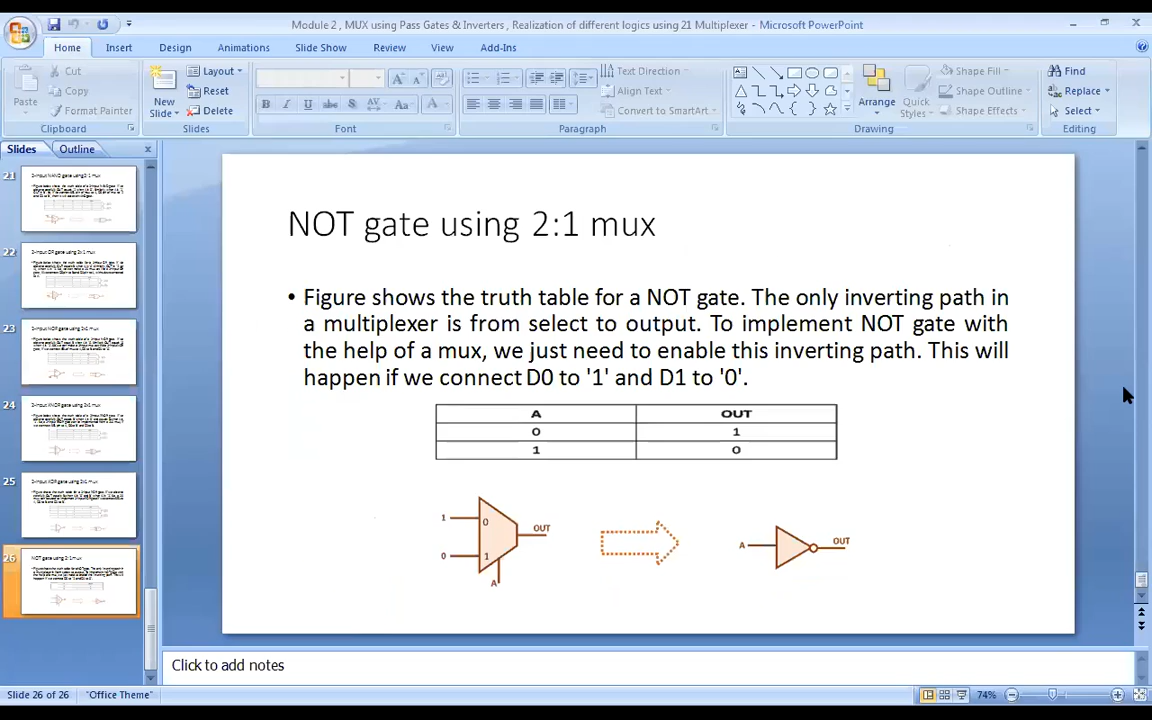 Module 2 , MUX using Pass Gates & Inverters , Realization of different logics using 21 Multiplexer - Microsoft PowerPoint
Home Insert Design Animations Slide Show Review View Add-Ins
Cut Layout Text Direction Shape Fill Find
Copy Reset Align Text Shape Outline Replace
Paste Format Painter New Slide Delete Convert to SmartArt Arrange Quick Styles Shape Effects Select
Clipboard Slides Font Paragraph Drawing Editing
Slides Outline
21
22
23
24
25
26
NOT gate using 2:1 mux
• Figure shows the truth table for a NOT gate. The only inverting path in
a multiplexer is from select to output. To implement NOT gate with
the help of a mux, we just need to enable this inverting path. This will
happen if we connect D0 to '1' and D1 to '0'.
A OUT
0 1
1 0
1 0 OUT
0 1
A
A OUT
Click to add notes
Slide 26 of 26 "Office Theme" 74%